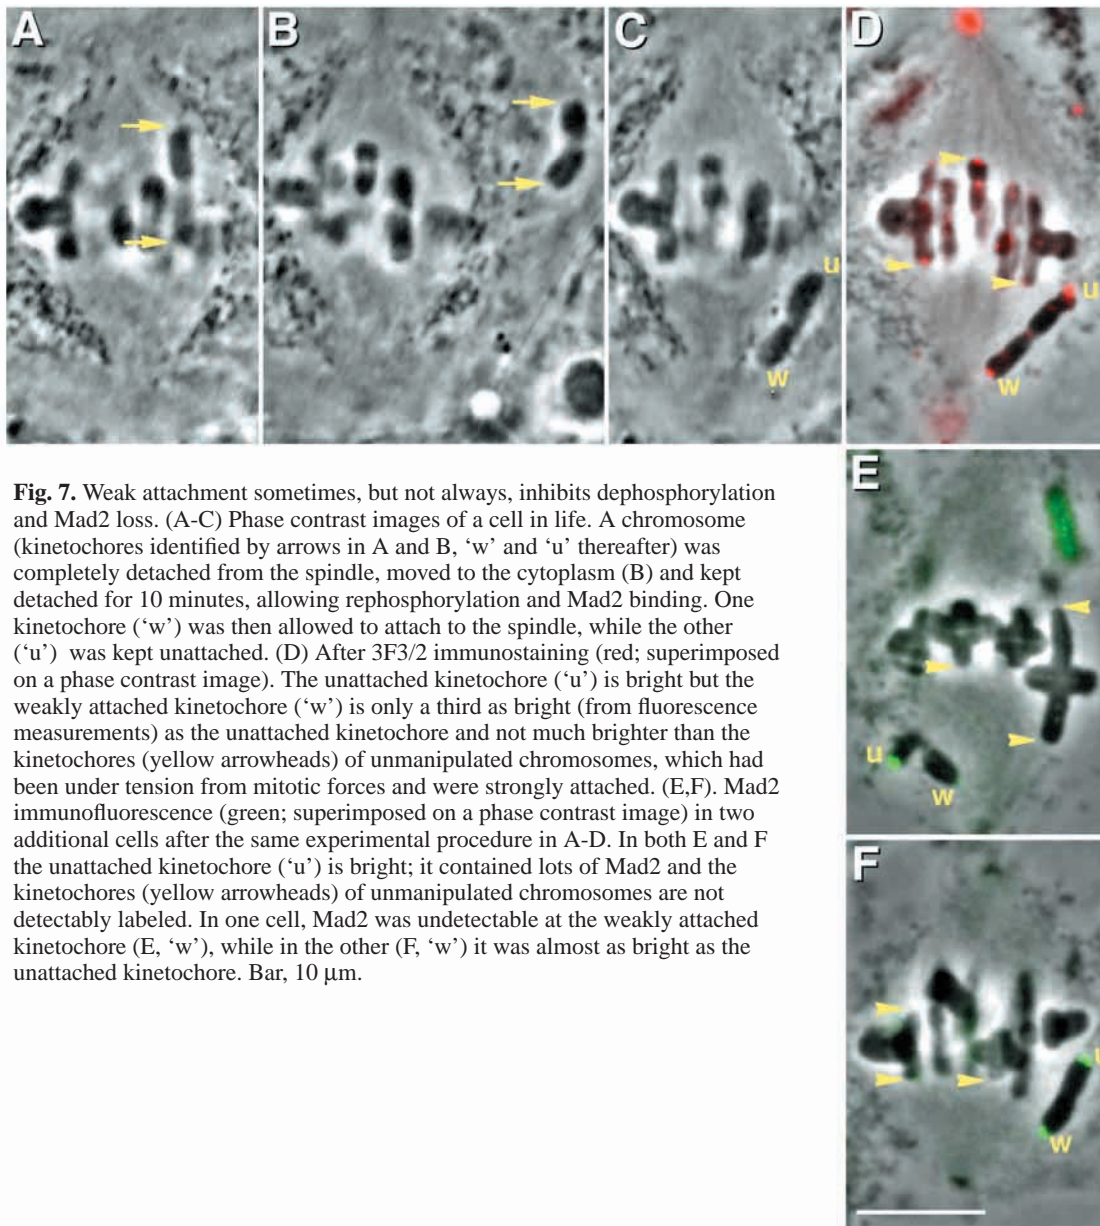 A
B
C
D
u
w
u
w
E
u
w
F
u
w
Fig. 7. Weak attachment sometimes, but not always, inhibits dephosphorylation
and Mad2 loss. (A-C) Phase contrast images of a cell in life. A chromosome
(kinetochores identified by arrows in A and B, ‘w’ and ‘u’ thereafter) was
completely detached from the spindle, moved to the cytoplasm (B) and kept
detached for 10 minutes, allowing rephosphorylation and Mad2 binding. One
kinetochore (‘w’) was then allowed to attach to the spindle, while the other
(‘u’) was kept unattached. (D) After 3F3/2 immunostaining (red; superimposed
on a phase contrast image). The unattached kinetochore (‘u’) is bright but the
weakly attached kinetochore (‘w’) is only a third as bright (from fluorescence
measurements) as the unattached kinetochore and not much brighter than the
kinetochores (yellow arrowheads) of unmanipulated chromosomes, which had
been under tension from mitotic forces and were strongly attached. (E,F). Mad2
immunofluorescence (green; superimposed on a phase contrast image) in two
additional cells after the same experimental procedure in A-D. In both E and F
the unattached kinetochore (‘u’) is bright; it contained lots of Mad2 and the
kinetochores (yellow arrowheads) of unmanipulated chromosomes are not
detectably labeled. In one cell, Mad2 was undetectable at the weakly attached
kinetochore (E, ‘w’), while in the other (F, ‘w’) it was almost as bright as the
unattached kinetochore. Bar, 10 μm.